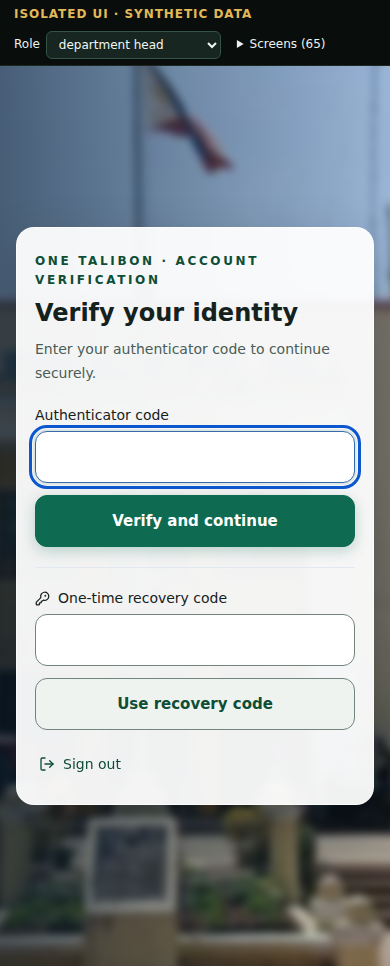 ISOLATED UI · SYNTHETIC DATA
Role department head ▶ Screens (65)
ONE TALIBON · ACCOUNT
VERIFICATION
Verify your identity
Enter your authenticator code to continue
securely.
Authenticator code
Verify and continue
One-time recovery code
Use recovery code
Sign out